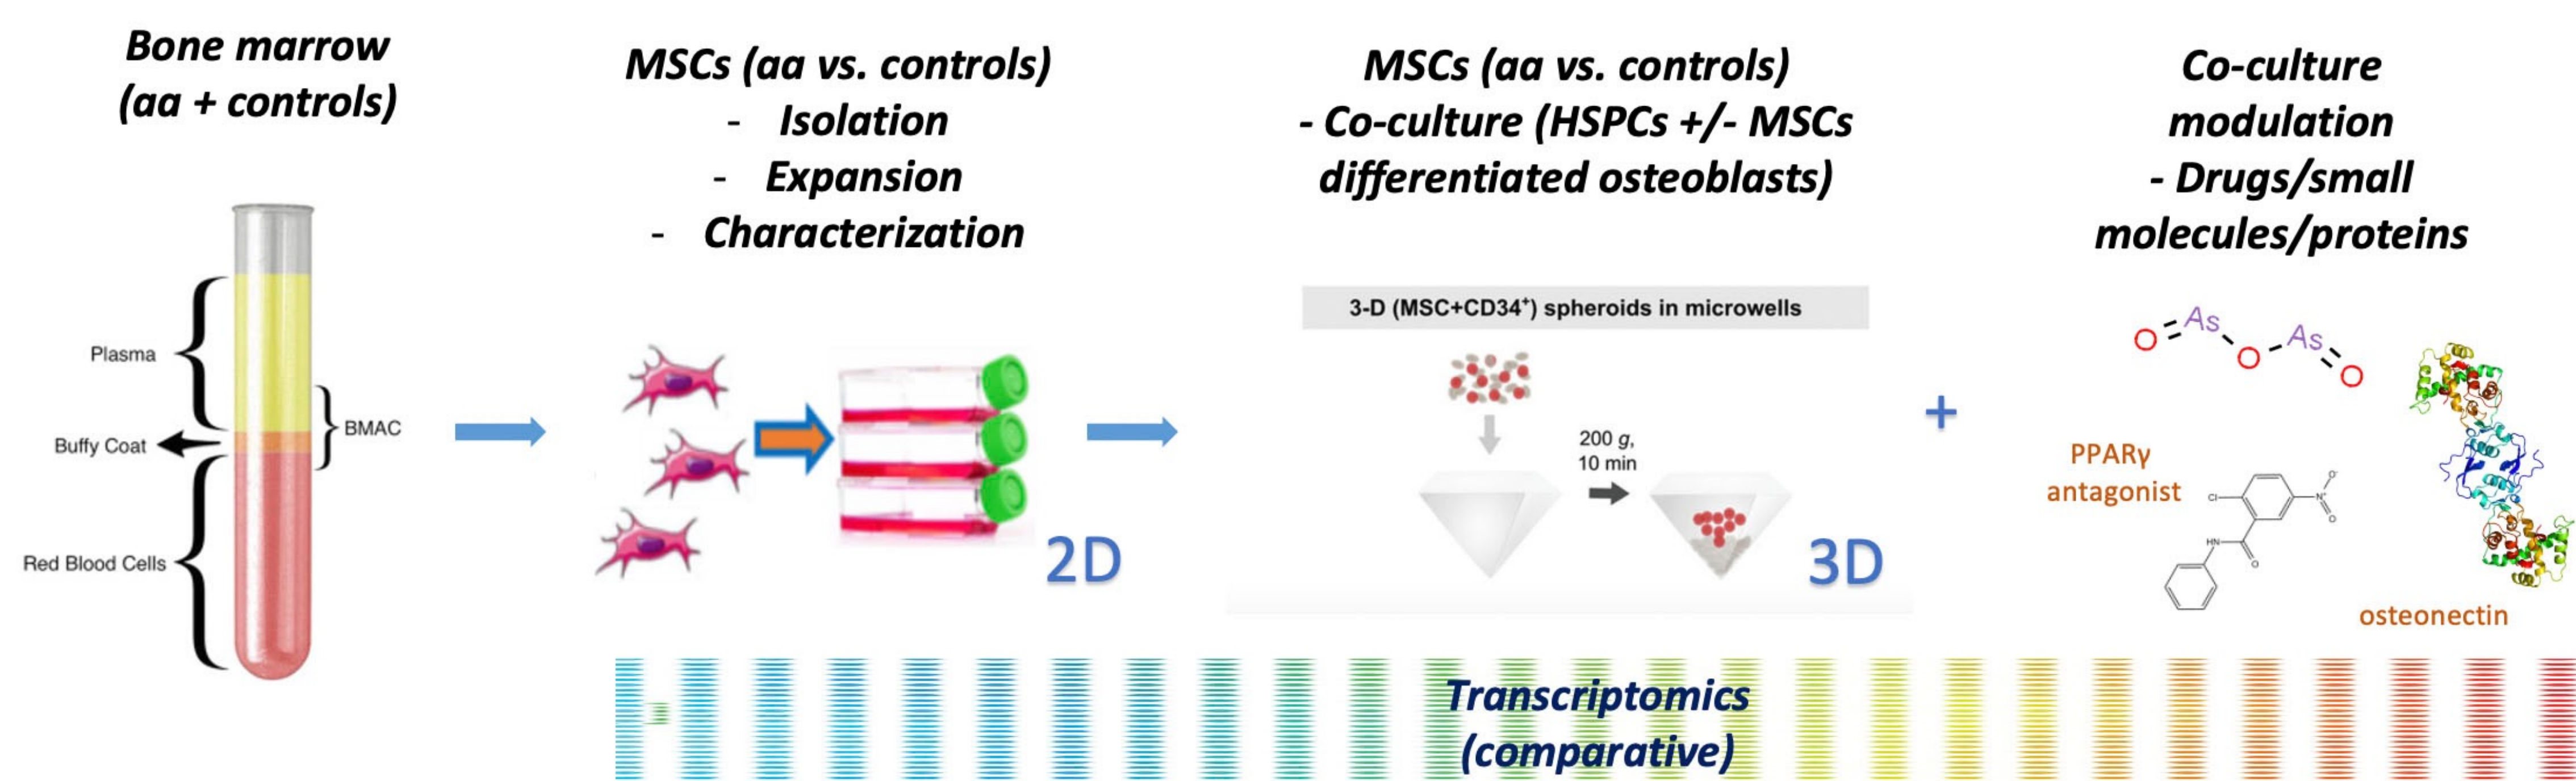 Bone marrow
(aa + controls)
Plasma
Buffy Coat
BMAC
Red Blood Cells
MSCs (aa vs. controls)
- Isolation
- Expansion
- Characterization
2D
MSCs (aa vs. controls)
- Co-culture (HSPCs +/- MSCs
differentiated osteoblasts)
3-D (MSC+CD34⁺) spheroids in microwells
200 g,
10 min
3D
+
Co-culture
modulation
- Drugs/small
molecules/proteins
O As O As O
PPARγ
antagonist
Cl N⁺ O⁻ O
HN O
osteonectin
Transcriptomics
(comparative)